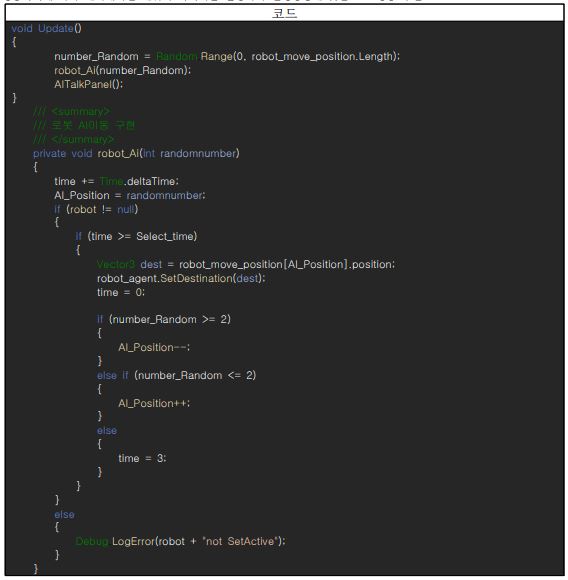 코드
void Update()
{
number_Random = Random Range(0, robot_move_position.Length);
robot_Ai(number_Random);
AITalkPanel();
}
/// <summary>
/// 로봇 AI이동 구현
/// </summary>
private void robot_Ai(int randomnumber)
{
time += Time.deltaTime;
AI_Position = randomnumber;
if (robot != null)
{
if (time >= Select_time)
{
Vector3 dest = robot_move_position[AI_Position].position;
robot_agent.SetDestination(dest);
time = 0;
if (number_Random >= 2)
{
AI_Position--;
}
else if (number_Random <= 2)
{
AI_Position++;
}
else
{
time = 3;
}
}
}
else
{
Debug LogError(robot + "not SetActive");
}
}